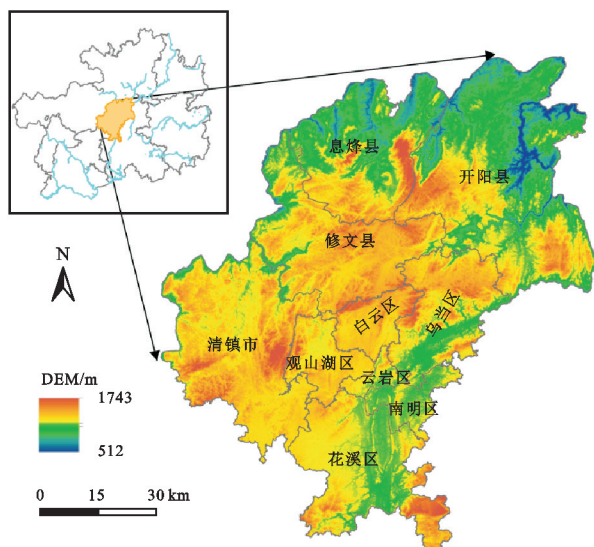 息烽县
开阳县
修文县
N
白云区
乌当区
清镇市
观山湖区
云岩区
DEM/m
1743
南明区
512
花溪区
0 15 30 km